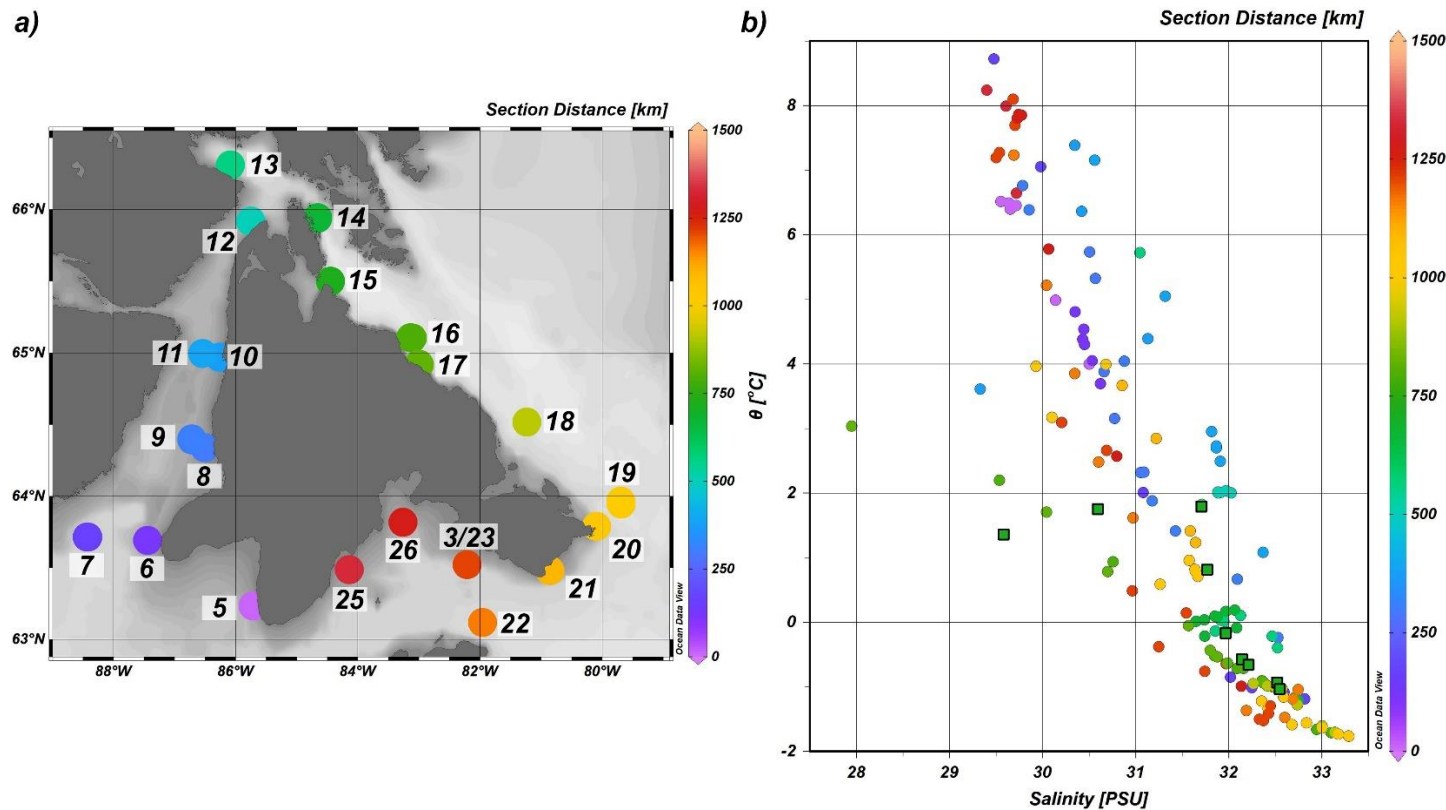 a)
Section Distance [km]
13
14
12
15
16
11
10
17
18
9
8
19
3/23
26
20
7
6
21
25
5
22
66°N
65°N
64°N
63°N
88°W
86°W
84°W
82°W
80°W
1500
1250
1000
750
500
250
0
Ocean Data View
b)
Section Distance [km]
8
6
4
2
0
-2
θ [°C]
28
29
30
31
32
33
Salinity [PSU]
1500
1250
1000
750
500
250
0
Ocean Data View